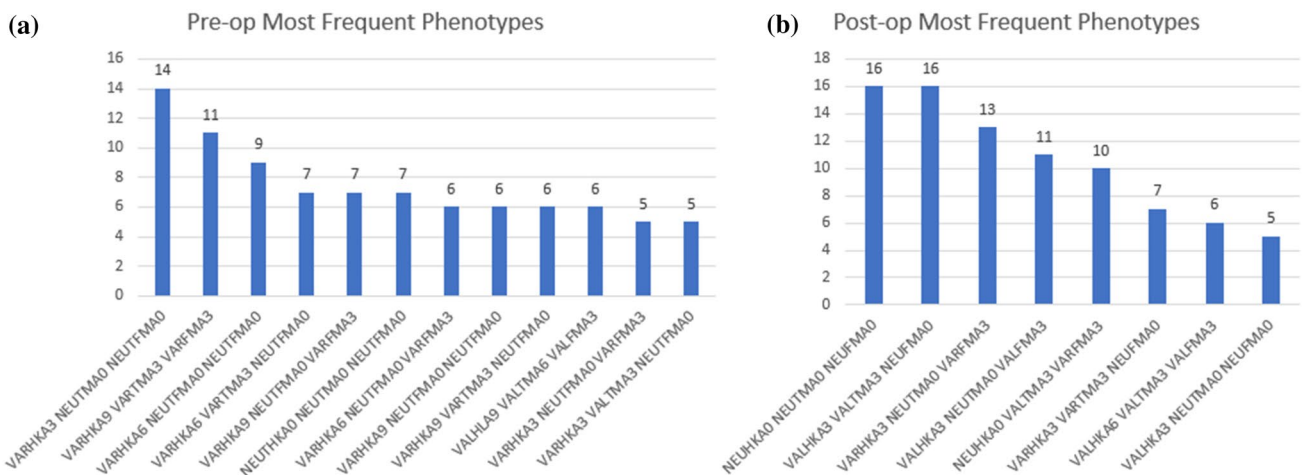 (a)
Pre-op Most Frequent Phenotypes
16
14
12
10
8
6
4
2
0
14
11
9
7
7
7
6
6
6
6
5
5
VARHKA3 NEUTMA0 NEUTFMA0
VARHKA9 VARTMA3 VARFMA3
VARHKA6 NEUTFMA0 NEUTFMA0
VARHKA6 VARTMA3 NEUTFMA0
VARHKA9 NEUTFMA0 VARFMA3
NEUTHKA0 NEUTMA0 NEUTFMA0
VARHKA6 NEUTFMA0 VARFMA3
VARHKA9 NEUTFMA0 NEUTFMA0
VARHKA9 VARTMA3 NEUTFMA0
VALHLA9 VALTMA6 VALFMA3
VARHKA3 NEUTFMA0 VARFMA3
VARHKA3 VALTMA3 NEUTFMA0
(b)
Post-op Most Frequent Phenotypes
18
16
14
12
10
8
6
4
2
0
16
16
13
11
10
7
6
5
NEUHKA0 NEUTMA0 NEUFMA0
VALHKA3 VALTMA3 NEUFMA0
VARHKA3 NEUTMA0 VARFMA3
VALHKA3 NEUTMA0 VALFMA3
NEUHKA0 VALTMA3 VARFMA3
VARHKA3 VARTMA3 NEUFMA0
VALHKA6 VALTMA3 VALFMA3
VALHKA3 NEUTMA0 NEUFMA0